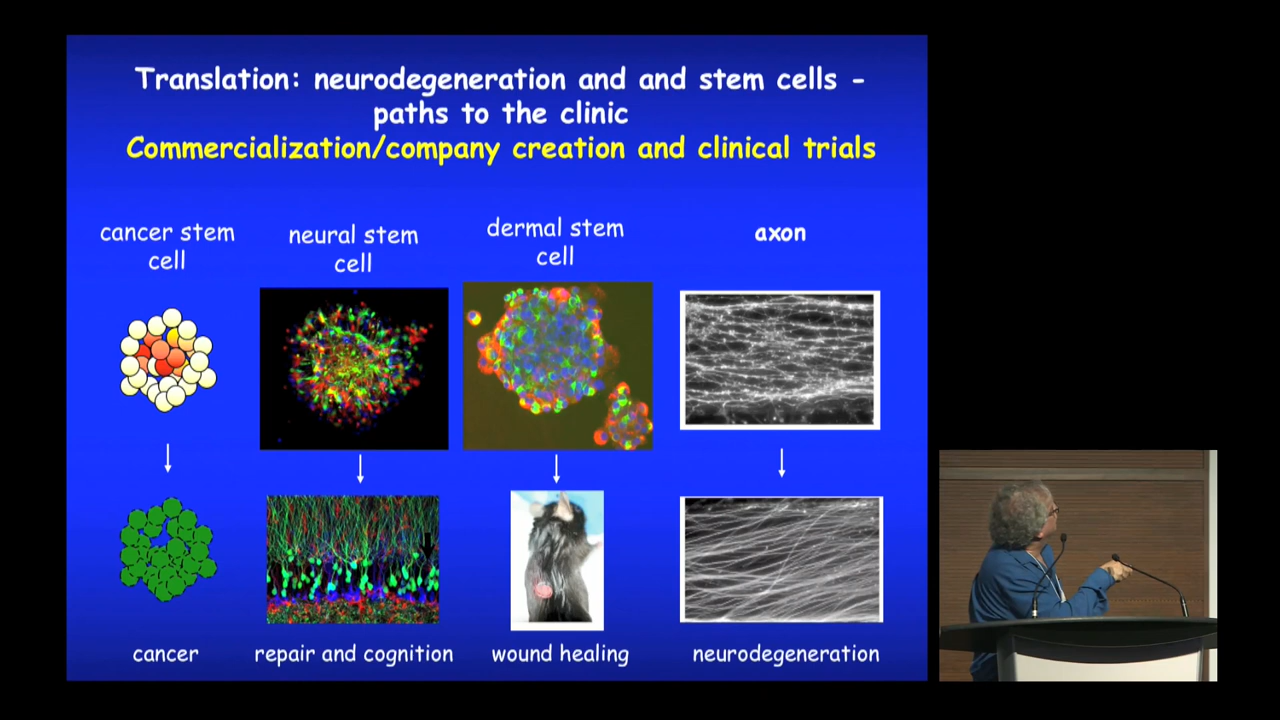 Translation: neurodegeneration and and stem cells -
paths to the clinic
Commercialization/company creation and clinical trials
cancer stem
cell
neural stem
cell
dermal stem
cell
axon
cancer
repair and cognition
wound healing
neurodegeneration